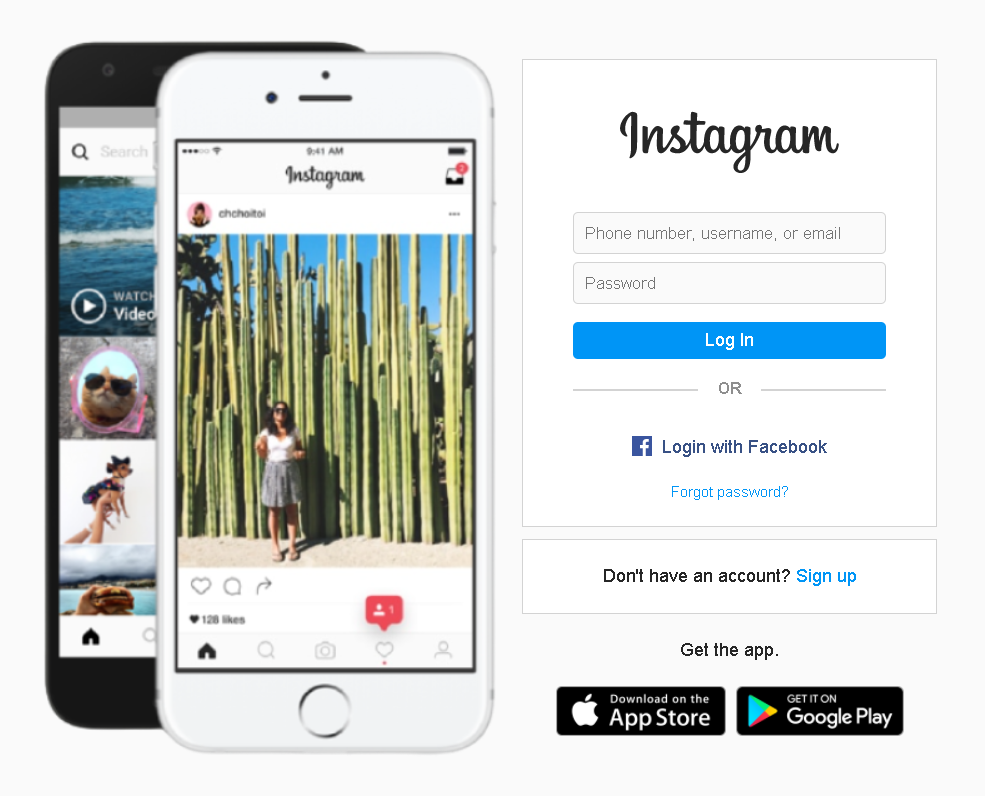 Search
WATCH
Video
9:41 AM
Instagram
2
chchoitoi
128 likes
1
Instagram
Phone number, username, or email
Password
Log In
OR
Login with Facebook
Forgot password?
Don't have an account? Sign up
Get the app.
Download on the
App Store
GET IT ON
Google Play